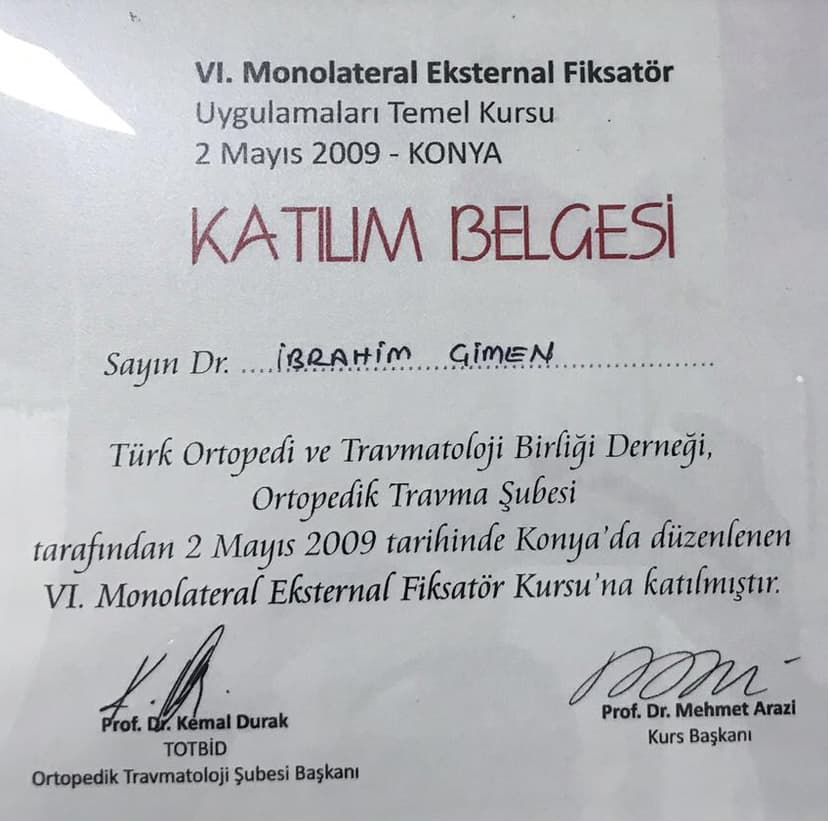 VI. Monolateral Eksternal Fiksatör
Uygulamaları Temel Kursu
2 Mayıs 2009 - KONYA
KATILIM BELGESİ
Sayın Dr. ....İBRAHİM GİMEN....................
Türk Ortopedi ve Travmatoloji Birliği Derneği,
Ortopedik Travma Şubesi
tarafından 2 Mayıs 2009 tarihinde Konya'da düzenlenen
VI. Monolateral Eksternal Fiksatör Kursu'na katılmıştır.
Prof. Dr. Kemal Durak
TOTBİD
Ortopedik Travmatoloji Şubesi Başkanı
Prof. Dr. Mehmet Arazi
Kurs Başkanı